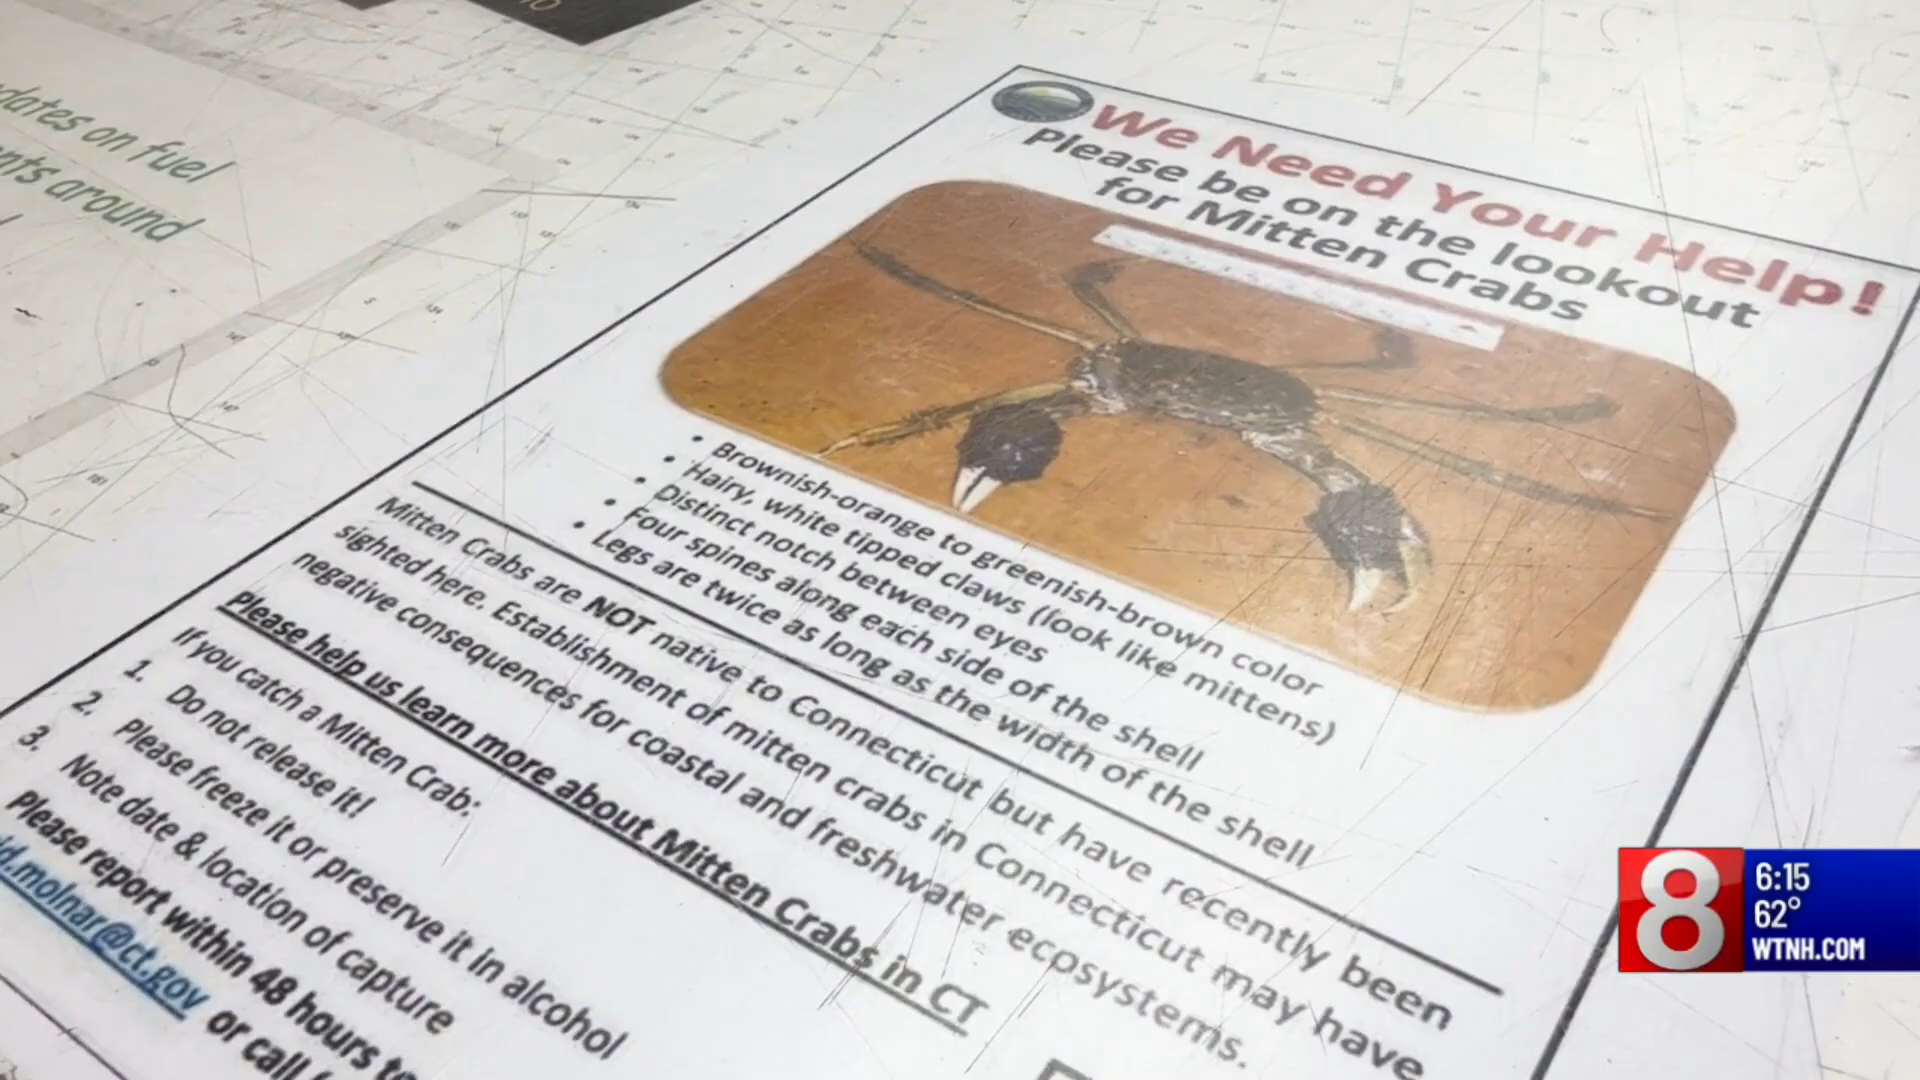 dates on fuel
nts around
We Need Your Help!
Please be on the lookout
for Mitten Crabs
• Brownish-orange to greenish-brown color
• Hairy, white tipped claws (look like mittens)
• Distinct notch between eyes
• Four spines along each side of the shell
• Legs are twice as long as the width of the shell
Mitten Crabs are NOT native to Connecticut but have recently been
sighted here. Establishment of mitten crabs in Connecticut may have
negative consequences for coastal and freshwater ecosystems.
Please help us learn more about Mitten Crabs in CT
If you catch a Mitten Crab:
1. Do not release it!
2. Please freeze it or preserve it in alcohol
3. Note date & location of capture
Please report within 48 hours to
d.molnar@ct.gov or call
8
6:15
62°
WTNH.COM